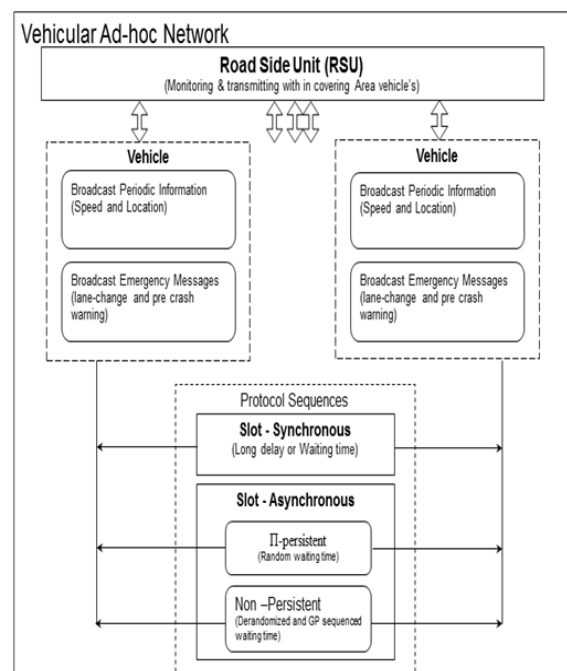 Vehicular Ad-hoc Network
Road Side Unit (RSU)
(Monitoring & transmitting with in covering Area vehicle's)
Vehicle
Broadcast Periodic Information
(Speed and Location)
Broadcast Emergency Messages
(lane-change and pre crash
warning)
Vehicle
Broadcast Periodic Information
(Speed and Location)
Broadcast Emergency Messages
(lane-change and pre crash
warning)
Protocol Sequences
Slot - Synchronous
(Long delay or Waiting time)
Slot - Asynchronous
Π-persistent
(Random waiting time)
Non –Persistent
(Derandomized and GP sequenced
waiting time)